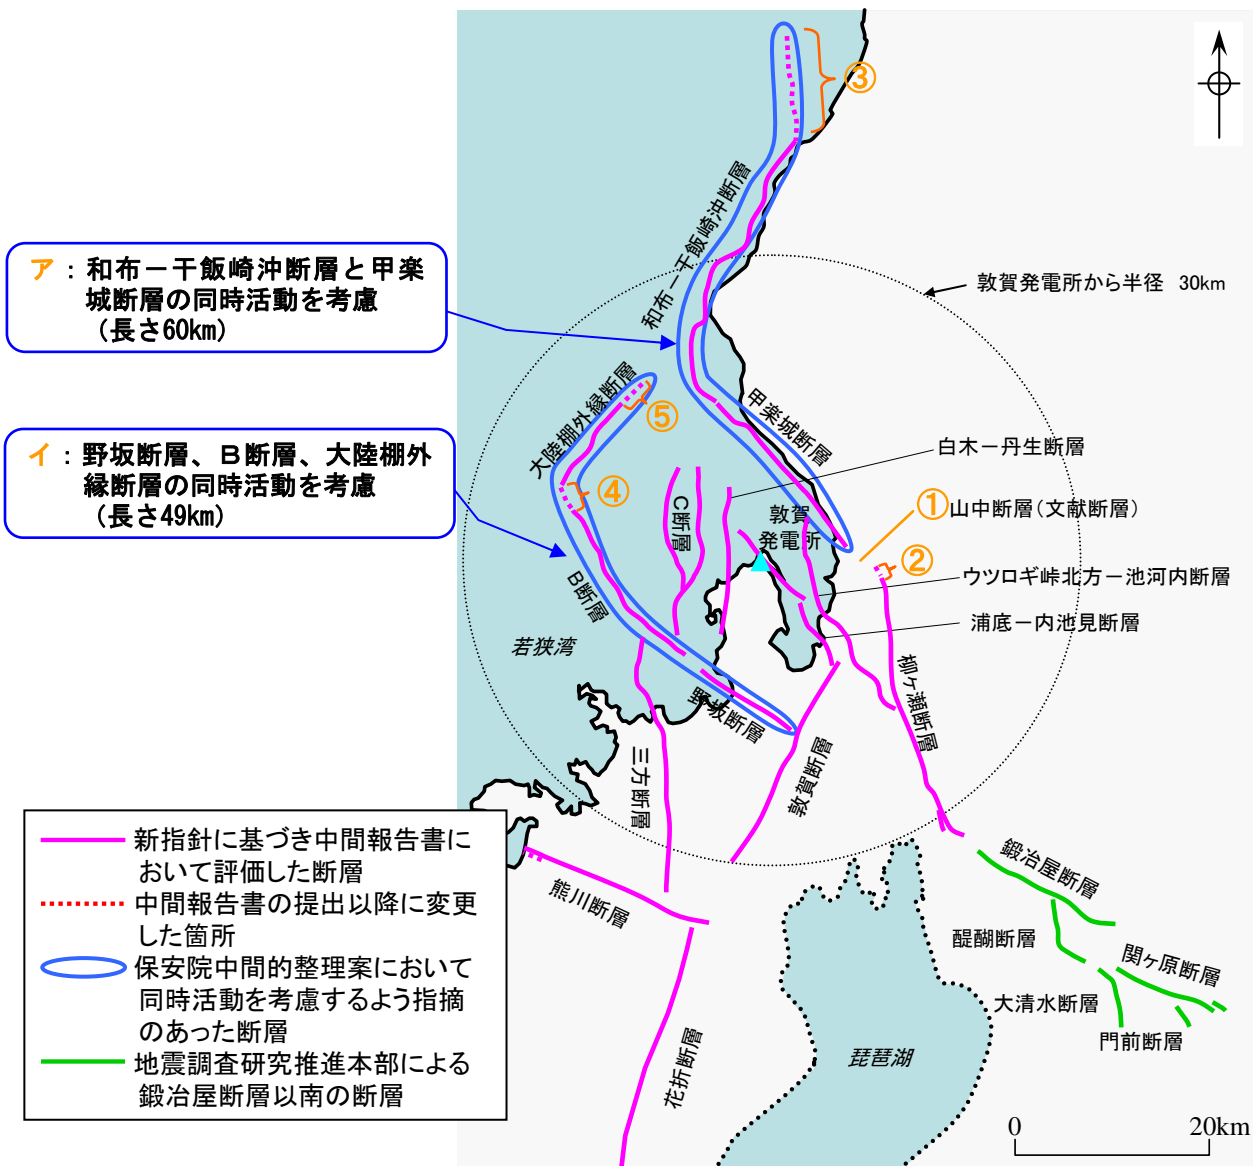 ③
和布－干飯崎沖断層
ア：和布－干飯崎沖断層と甲楽
城断層の同時活動を考慮
（長さ60km）
敦賀発電所から半径 30km
大陸棚外縁断層
⑤
甲楽城断層
イ：野坂断層、Ｂ断層、大陸棚外
縁断層の同時活動を考慮
（長さ49km）
白木－丹生断層
④
Ｃ断層
敦賀
発電所
①山中断層（文献断層）
②
ウツロギ峠北方－池河内断層
Ｂ断層
浦底－内池見断層
若狭湾
柳ヶ瀬断層
野坂断層
三方断層
敦賀断層
新指針に基づき中間報告書に
おいて評価した断層
中間報告書の提出以降に変更
した箇所
保安院中間的整理案において
同時活動を考慮するよう指摘
のあった断層
地震調査研究推進本部による
鍛冶屋断層以南の断層
熊川断層
鍛冶屋断層
醍醐断層
関ヶ原断層
大清水断層
門前断層
琵琶湖
花折断層
0 20km